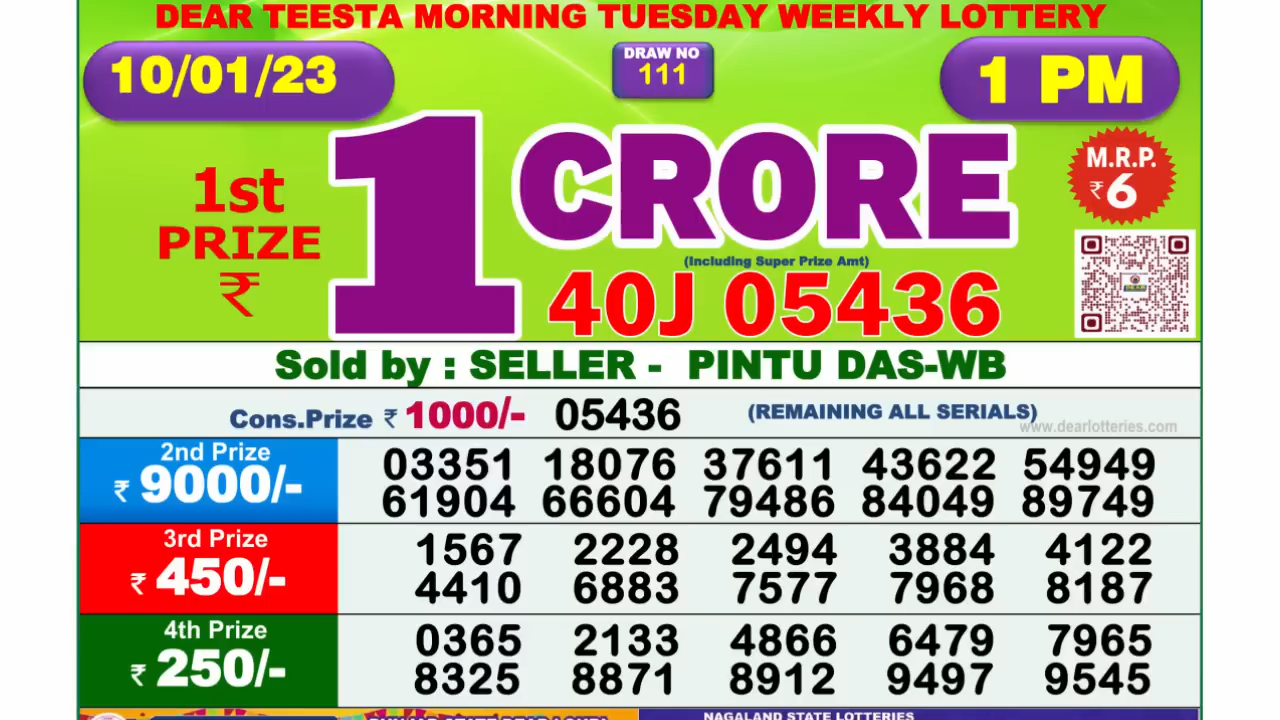 DEAR TEESTA MORNING TUESDAY WEEKLY LOTTERY
10/01/23
DRAW NO
111
1 PM
1st
PRIZE
₹
1 CRORE
(Including Super Prize Amt)
40J 05436
M.R.P.
₹ 6
Sold by : SELLER - PINTU DAS-WB
Cons.Prize ₹ 1000/- 05436 (REMAINING ALL SERIALS)
www.dearlotteries.com
2nd Prize
₹ 9000/-
03351 18076 37611 43622 54949
61904 66604 79486 84049 89749
3rd Prize
₹ 450/-
1567 2228 2494 3884 4122
4410 6883 7577 7968 8187
4th Prize
₹ 250/-
0365 2133 4866 6479 7965
8325 8871 8912 9497 9545
NAGALAND STATE LOTTERIES